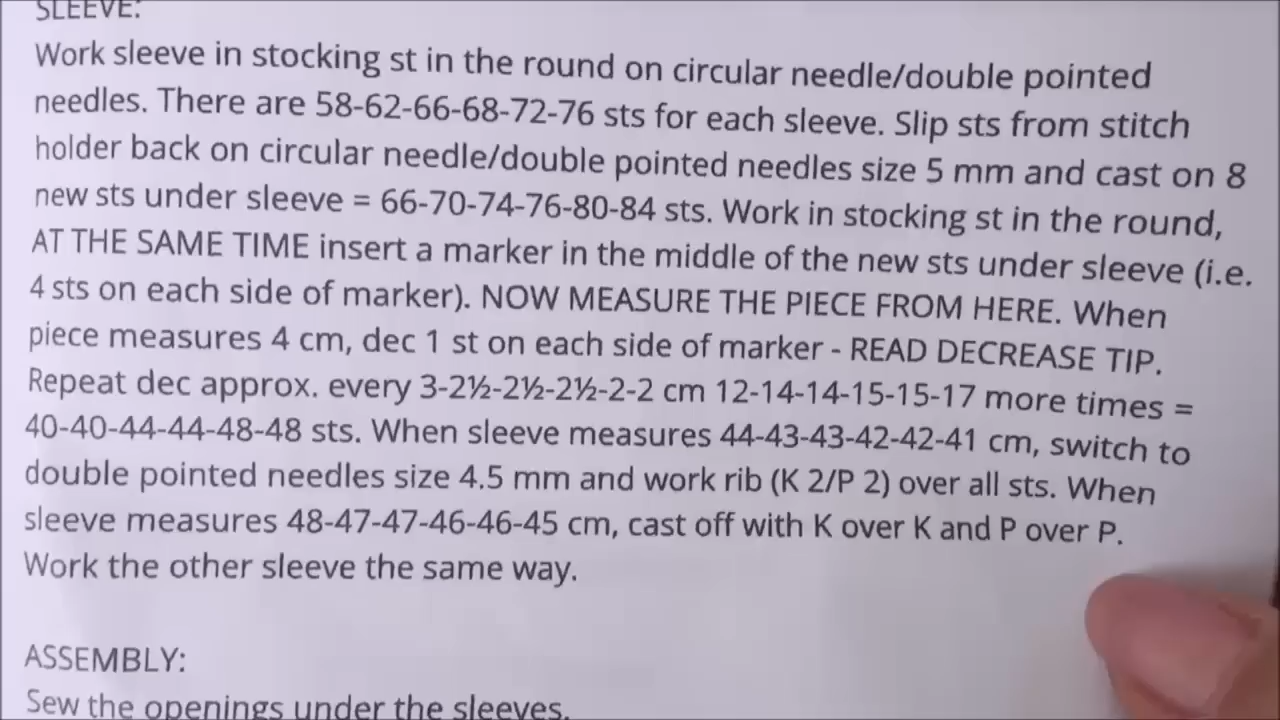 SLEEVE:
Work sleeve in stocking st in the round on circular needle/double pointed
needles. There are 58-62-66-68-72-76 sts for each sleeve. Slip sts from stitch
holder back on circular needle/double pointed needles size 5 mm and cast on 8
new sts under sleeve = 66-70-74-76-80-84 sts. Work in stocking st in the round,
AT THE SAME TIME insert a marker in the middle of the new sts under sleeve (i.e.
4 sts on each side of marker). NOW MEASURE THE PIECE FROM HERE. When
piece measures 4 cm, dec 1 st on each side of marker - READ DECREASE TIP.
Repeat dec approx. every 3-2½-2½-2½-2-2 cm 12-14-14-15-15-17 more times =
40-40-44-44-48-48 sts. When sleeve measures 44-43-43-42-42-41 cm, switch to
double pointed needles size 4.5 mm and work rib (K 2/P 2) over all sts. When
sleeve measures 48-47-47-46-46-45 cm, cast off with K over K and P over P.
Work the other sleeve the same way.
ASSEMBLY:
Sew the openings under the sleeves.